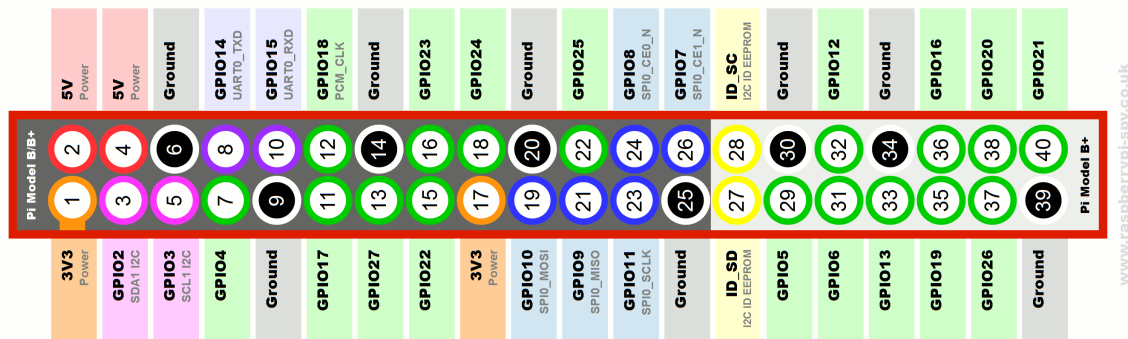 5V
Power
5V
Power
Ground
GPIO14
UART0_TXD
GPIO15
UART0_RXD
GPIO18
PCM_CLK
Ground
GPIO23
GPIO24
Ground
GPIO25
GPIO8
SPI0_CE0_N
GPIO7
SPI0_CE1_N
ID_SC
I2C ID EEPROM
Ground
GPIO12
Ground
GPIO16
GPIO20
GPIO21
Pi Model B/B+
2 4 6 8 10 12 14 16 18 20 22 24 26 28 30 32 34 36 38 40
1 3 5 7 9 11 13 15 17 19 21 23 25 27 29 31 33 35 37 39
Pi Model B+
3V3
Power
GPIO2
SDA1 I2C
GPIO3
SCL1 I2C
GPIO4
Ground
GPIO17
GPIO27
GPIO22
3V3
Power
GPIO10
SPI0_MOSI
GPIO9
SPI0_MISO
GPIO11
SPI0_SCLK
Ground
ID_SD
I2C ID EEPROM
GPIO5
GPIO6
GPIO13
GPIO19
GPIO26
Ground
www.raspberrypi-spy.co.uk